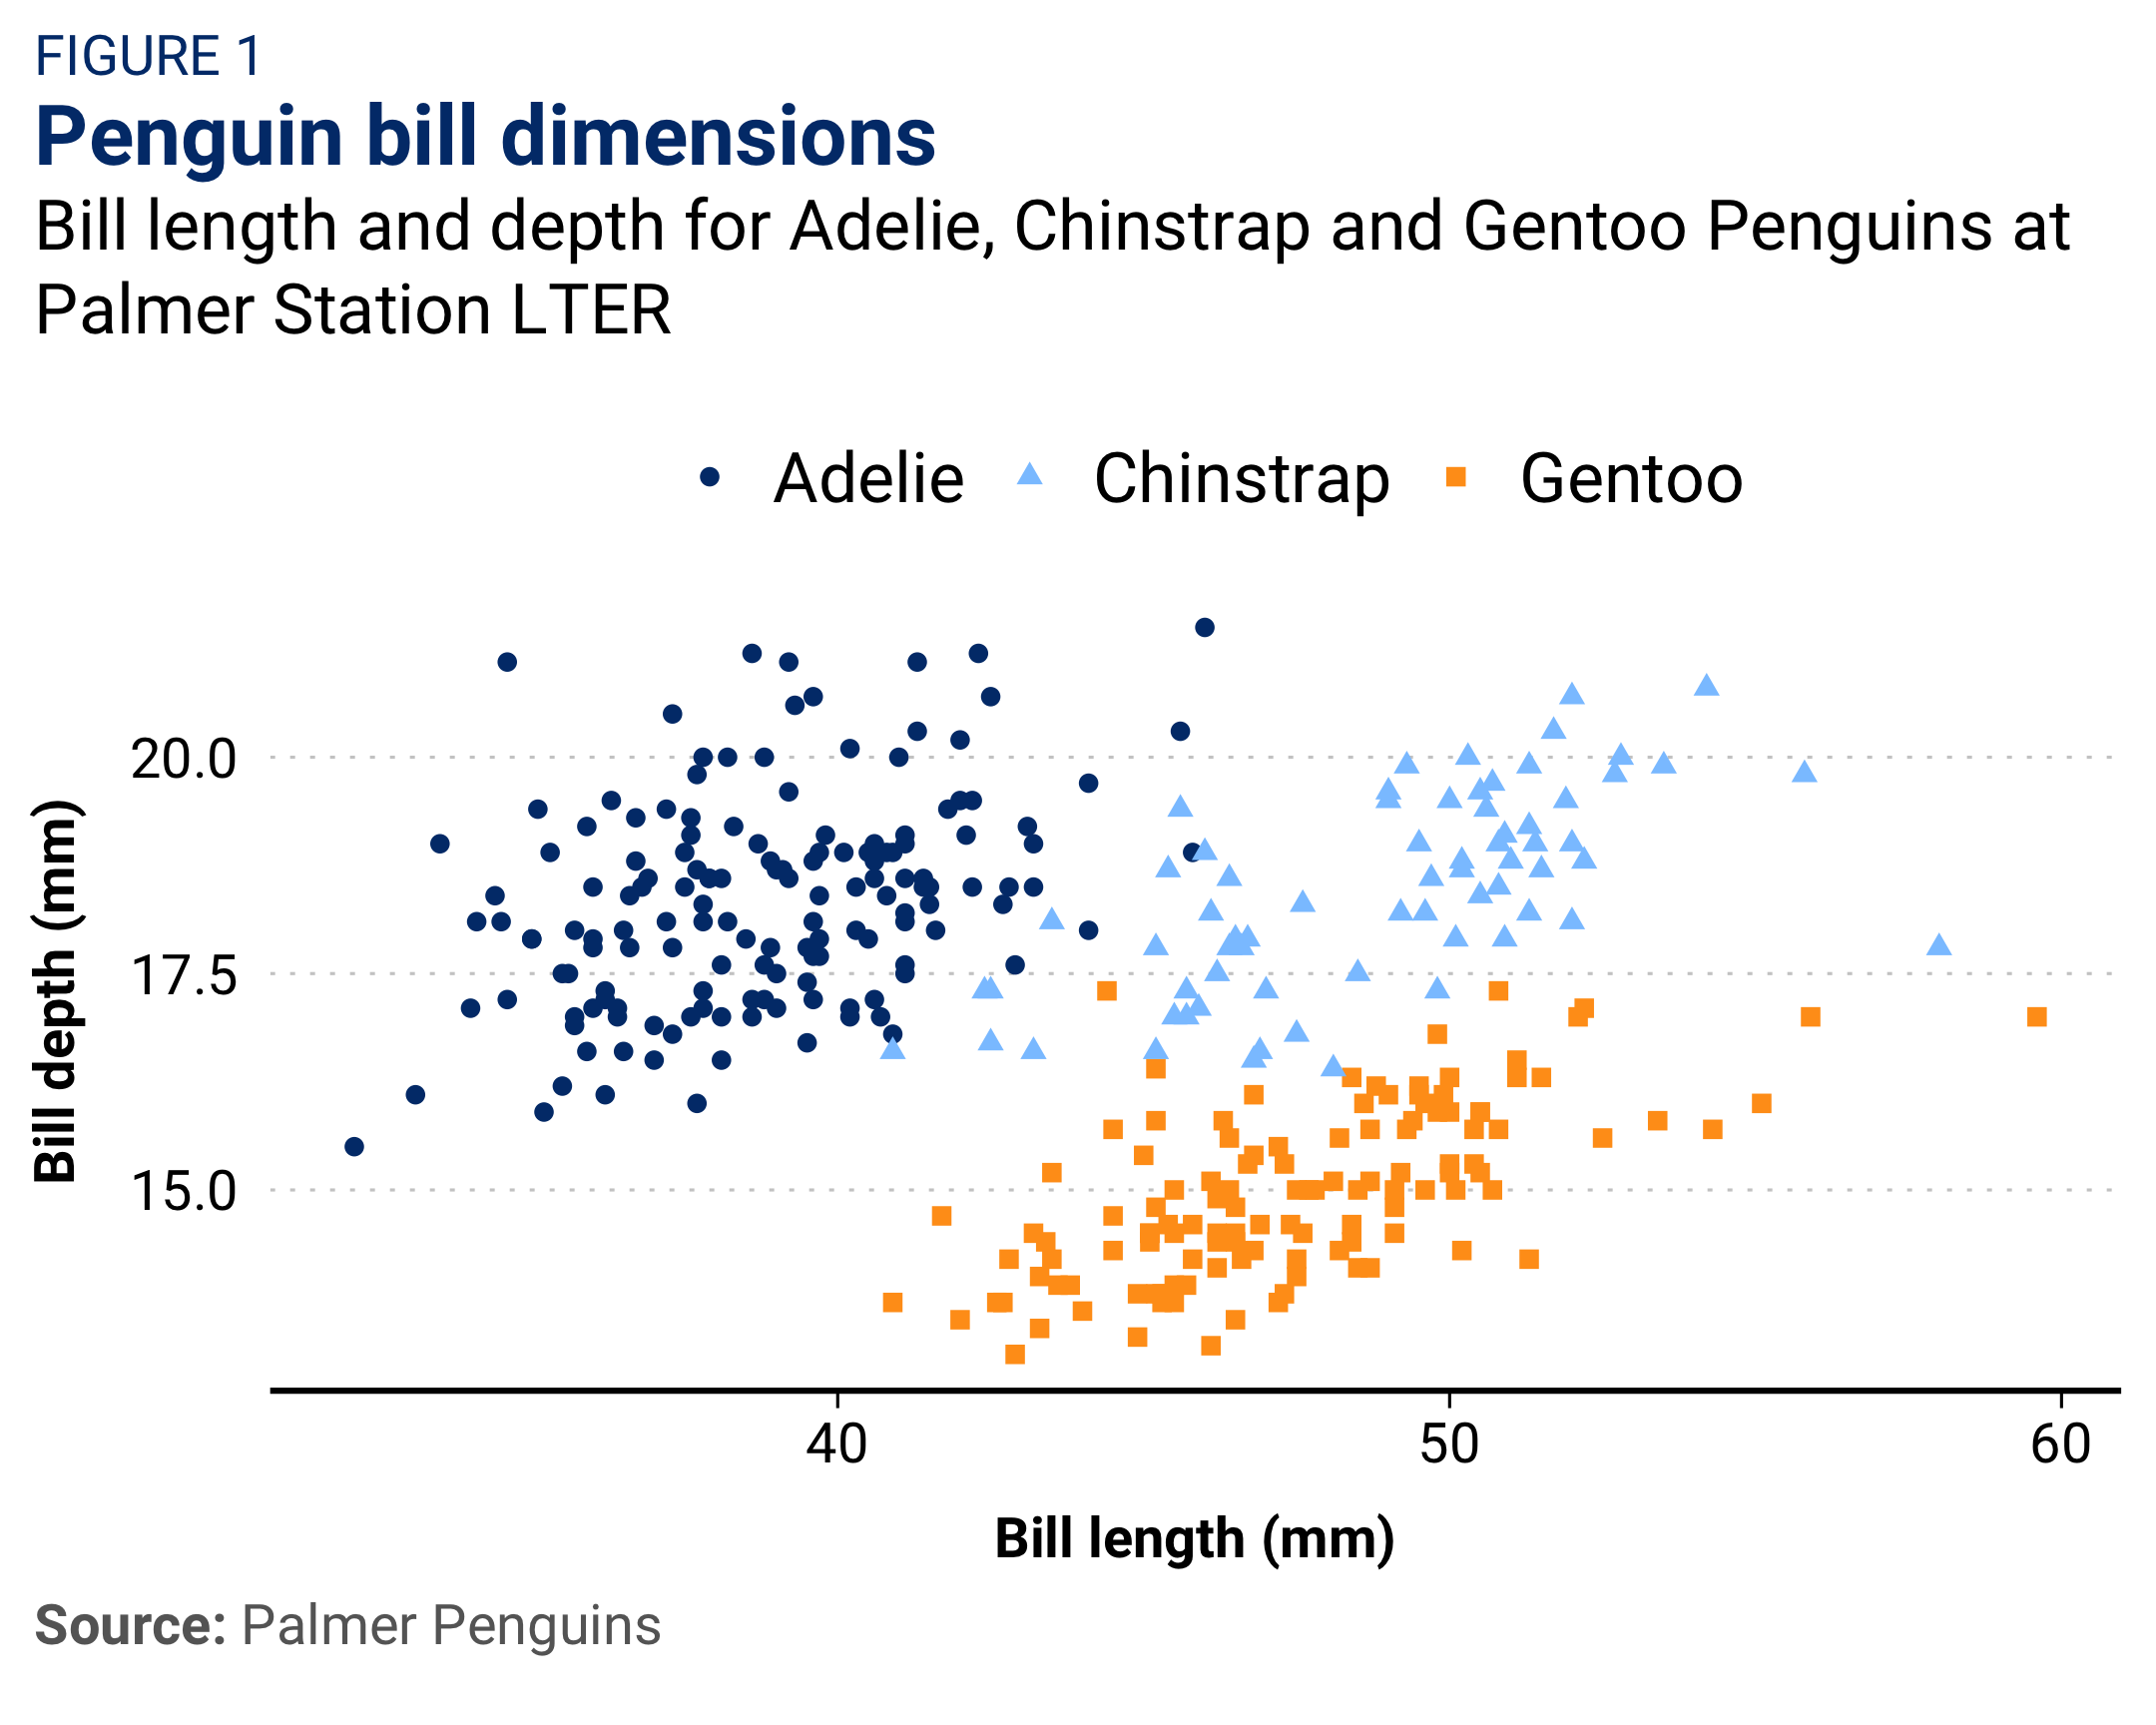 FIGURE 1
Penguin bill dimensions
Bill length and depth for Adelie, Chinstrap and Gentoo Penguins at
Palmer Station LTER
Adelie Chinstrap Gentoo
20.0
17.5
15.0
Bill depth (mm)
40 50 60
Bill length (mm)
Source: Palmer Penguins